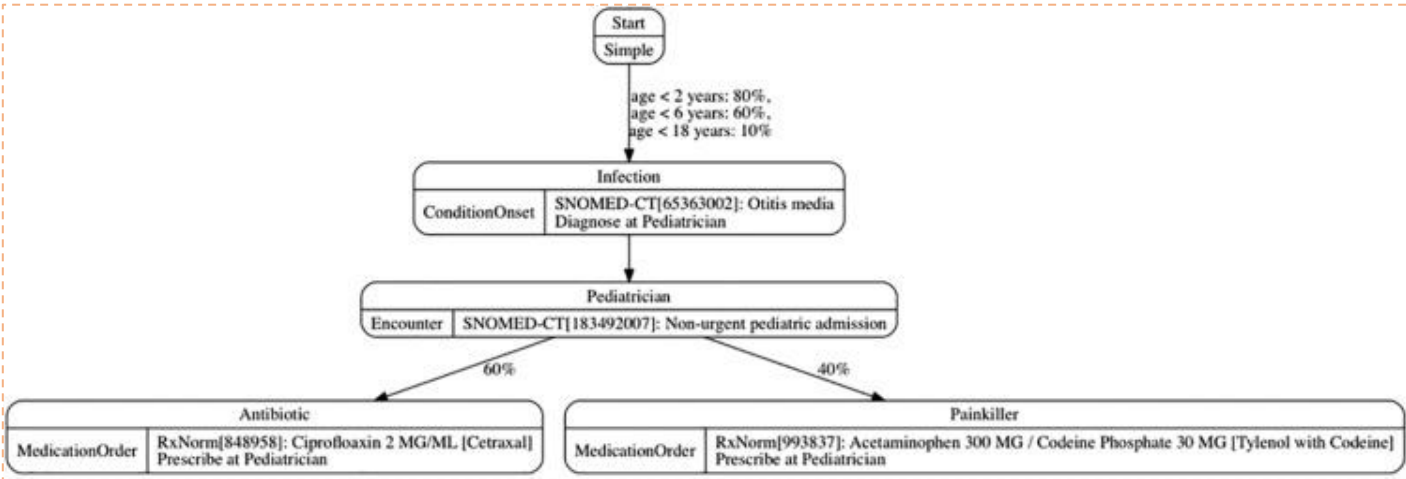 Start
Simple
age < 2 years: 80%,
age < 6 years: 60%,
age < 18 years: 10%
Infection
ConditionOnset
SNOMED-CT[65363002]: Otitis media
Diagnose at Pediatrician
Pediatrician
Encounter
SNOMED-CT[183492007]: Non-urgent pediatric admission
60%
40%
Antibiotic
MedicationOrder
RxNorm[848958]: Ciprofloaxin 2 MG/ML [Cetraxal]
Prescribe at Pediatrician
Painkiller
MedicationOrder
RxNorm[993837]: Acetaminophen 300 MG / Codeine Phosphate 30 MG [Tylenol with Codeine]
Prescribe at Pediatrician